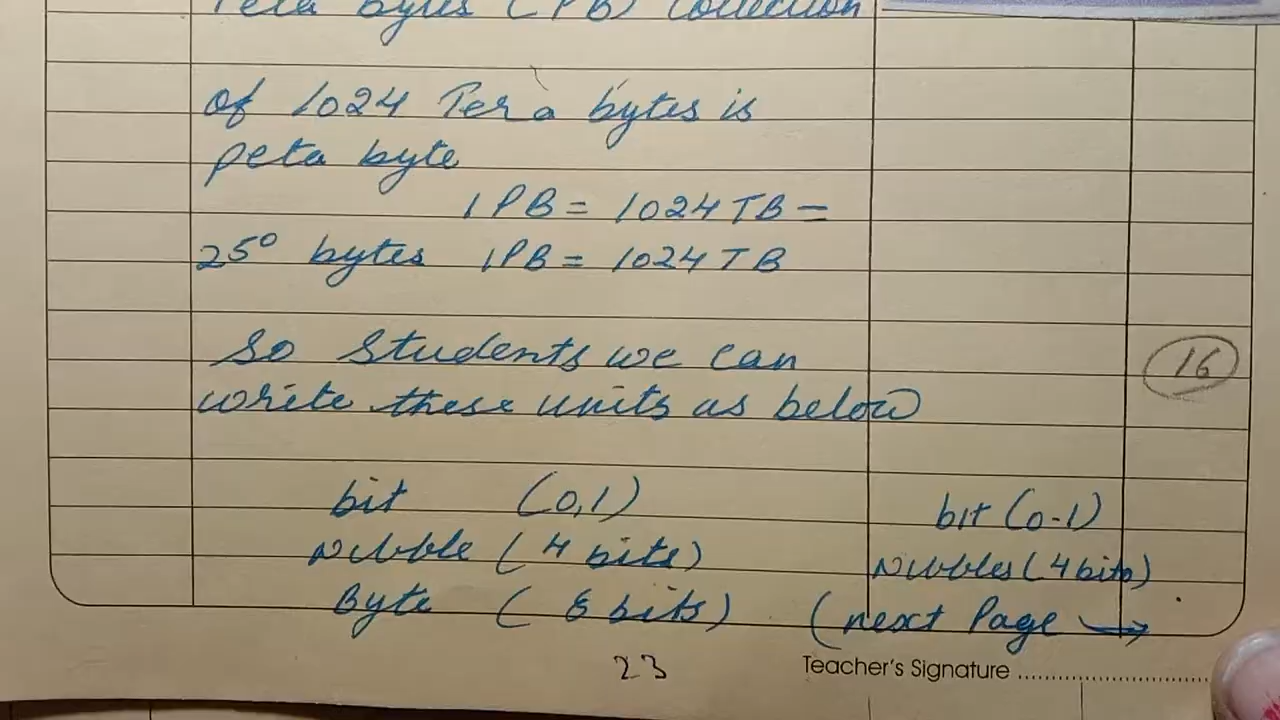 Peta bytes (PB) Collection
of 1024 Tera bytes is
peta byte
1PB = 1024 TB =
25⁰ bytes 1PB = 1024 TB
So Students we can
write these units as below
16
bit (0,1) bit (0-1)
Nibble (4 bits) Nibbles (4 bits)
Byte (8 bits) (next Page →
23
Teacher's Signature